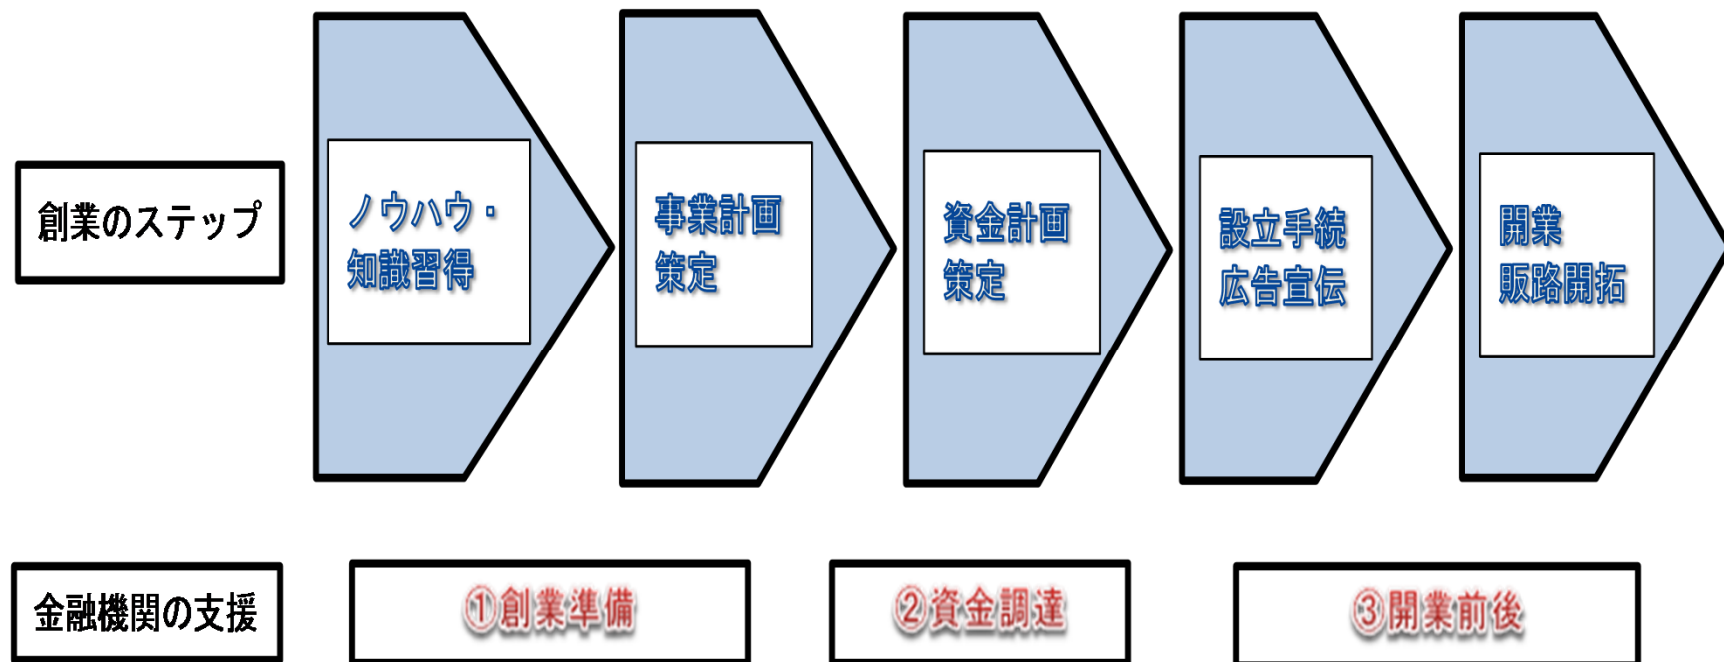 創業のステップ
ノウハウ・
知識習得
事業計画
策定
資金計画
策定
設立手続
広告宣伝
開業
販路開拓
金融機関の支援
①創業準備
②資金調達
③開業前後